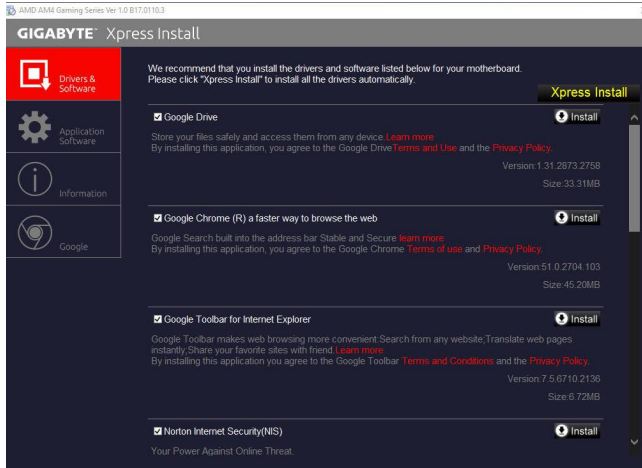 AMD AM4 Gaming Series Ver 1.0 B17.0110.3
GIGABYTE™ Xpress Install
Drivers &
Software
Application
Software
Information
Google
We recommend that you install the drivers and software listed below for your motherboard.
Please click "Xpress Install" to install all the drivers automatically.
Xpress Install
Google Drive
Install
Store your files safely and access them from any device.Learn more
By installing this application, you agree to the Google DriveTerms and Use and the Privacy Policy.
Version:1.31.2873.2758
Size:33.31MB
Google Chrome (R) a faster way to browse the web
Install
Google Search built into the address bar Stable and Secure learn more
By installing this application, you agree to the Google Chrome Terms of use and Privacy Policy.
Version:51.0.2704.103
Size:45.20MB
Google Toolbar for Internet Explorer
Install
Google Toolbar makes web browsing more convenient:Search from any website;Translate web pages
instantly;Share your favorite sites with friend.Learn more
By installing this application you agree to the Google Toolbar Terms and Conditions and the Privacy Policy.
Version:7.5.6710.2136
Size:6.72MB
Norton Internet Security(NIS)
Install
Your Power Against Online Threat.